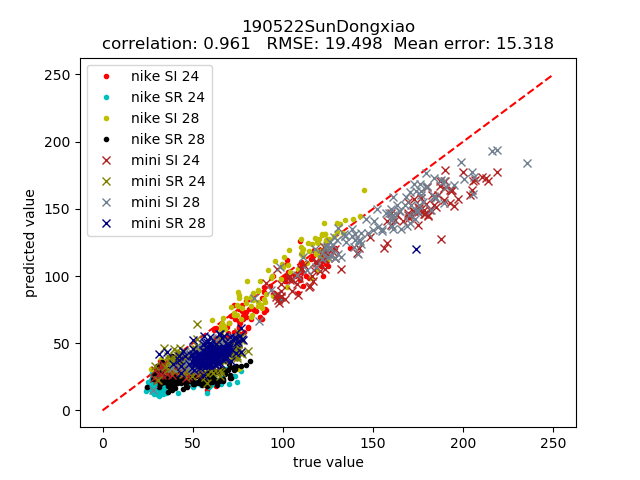 190522SunDongxiao
correlation: 0.961   RMSE: 19.498  Mean error: 15.318
250
200
150
100
50
0
predicted value
nike SI 24
nike SR 24
nike SI 28
nike SR 28
mini SI 24
mini SR 24
mini SI 28
mini SR 28
0 50 100 150 200 250
true value